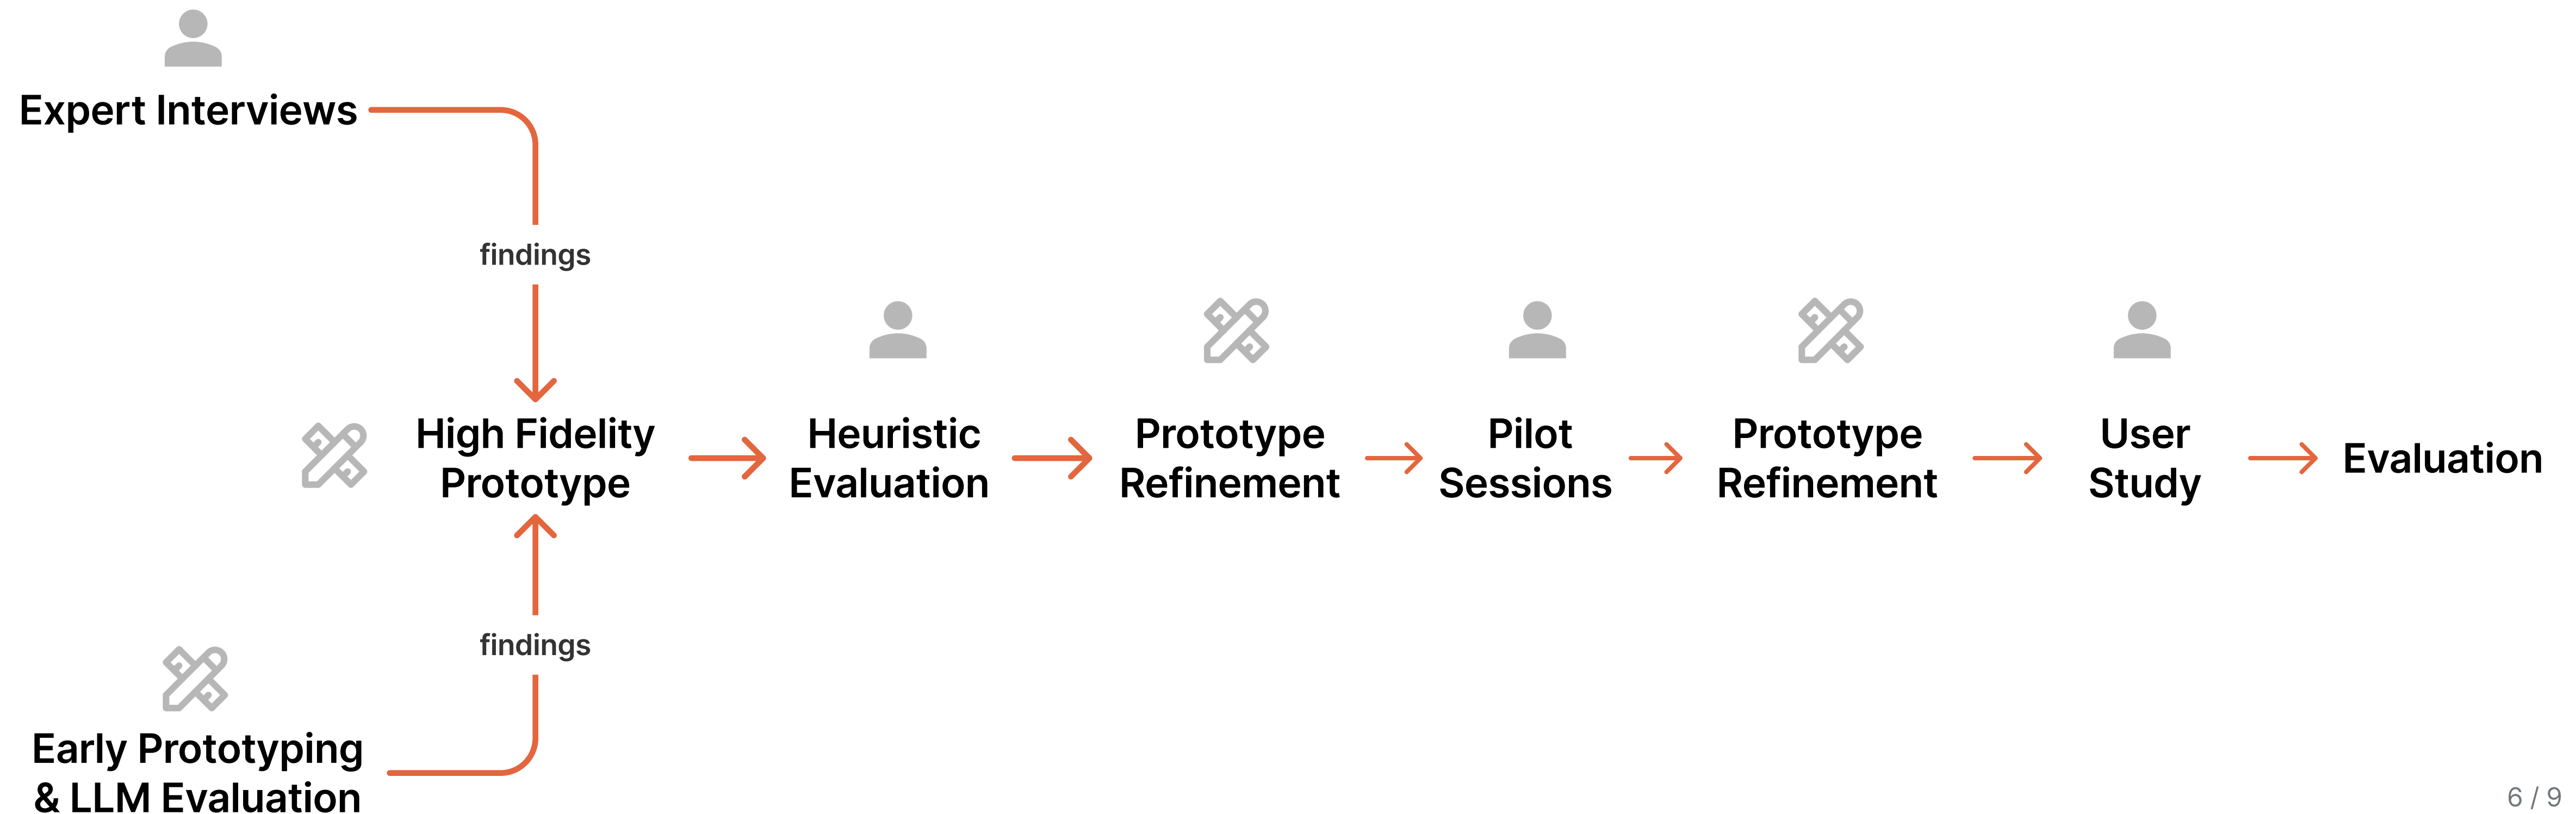 Expert Interviews
findings
High Fidelity
Prototype
Heuristic
Evaluation
Prototype
Refinement
Pilot
Sessions
Prototype
Refinement
User
Study
Evaluation
findings
Early Prototyping
& LLM Evaluation
6 / 9